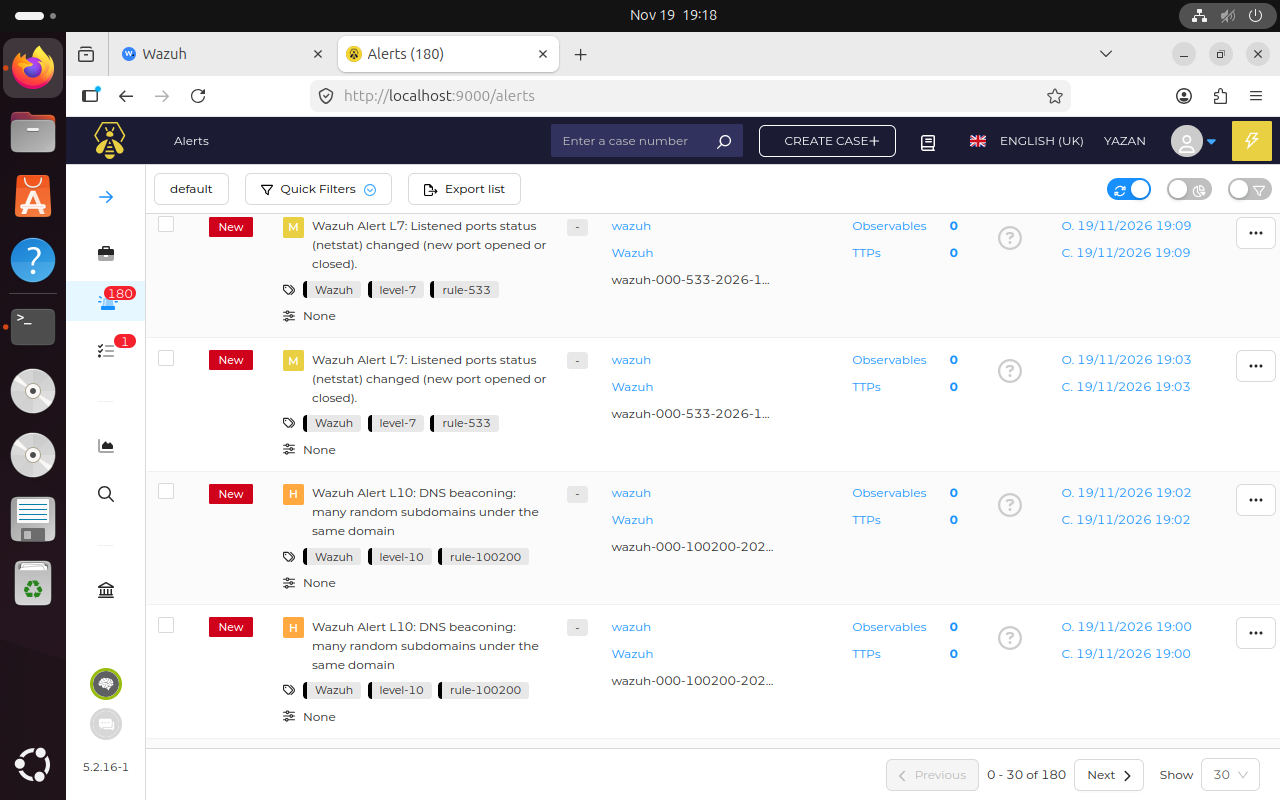 Nov 19 19:18
Wazuh
Alerts (180)
http://localhost:9000/alerts
Alerts
Enter a case number
CREATE CASE+
ENGLISH (UK)
YAZAN
default
Quick Filters
Export list
180
1
5.2.16-1
New
M
Wazuh Alert L7: Listened ports status
(netstat) changed (new port opened or
closed).
Wazuh level-7 rule-533
None
-
wazuh
Wazuh
wazuh-000-533-2026-1...
Observables 0
TTPs 0
?
O. 19/11/2026 19:09
C. 19/11/2026 19:09
New
M
Wazuh Alert L7: Listened ports status
(netstat) changed (new port opened or
closed).
Wazuh level-7 rule-533
None
-
wazuh
Wazuh
wazuh-000-533-2026-1...
Observables 0
TTPs 0
?
O. 19/11/2026 19:03
C. 19/11/2026 19:03
New
H
Wazuh Alert L10: DNS beaconing:
many random subdomains under the
same domain
Wazuh level-10 rule-100200
None
-
wazuh
Wazuh
wazuh-000-100200-202...
Observables 0
TTPs 0
?
O. 19/11/2026 19:02
C. 19/11/2026 19:02
New
H
Wazuh Alert L10: DNS beaconing:
many random subdomains under the
same domain
Wazuh level-10 rule-100200
None
-
wazuh
Wazuh
wazuh-000-100200-202...
Observables 0
TTPs 0
?
O. 19/11/2026 19:00
C. 19/11/2026 19:00
Previous
0 - 30 of 180
Next
Show
30